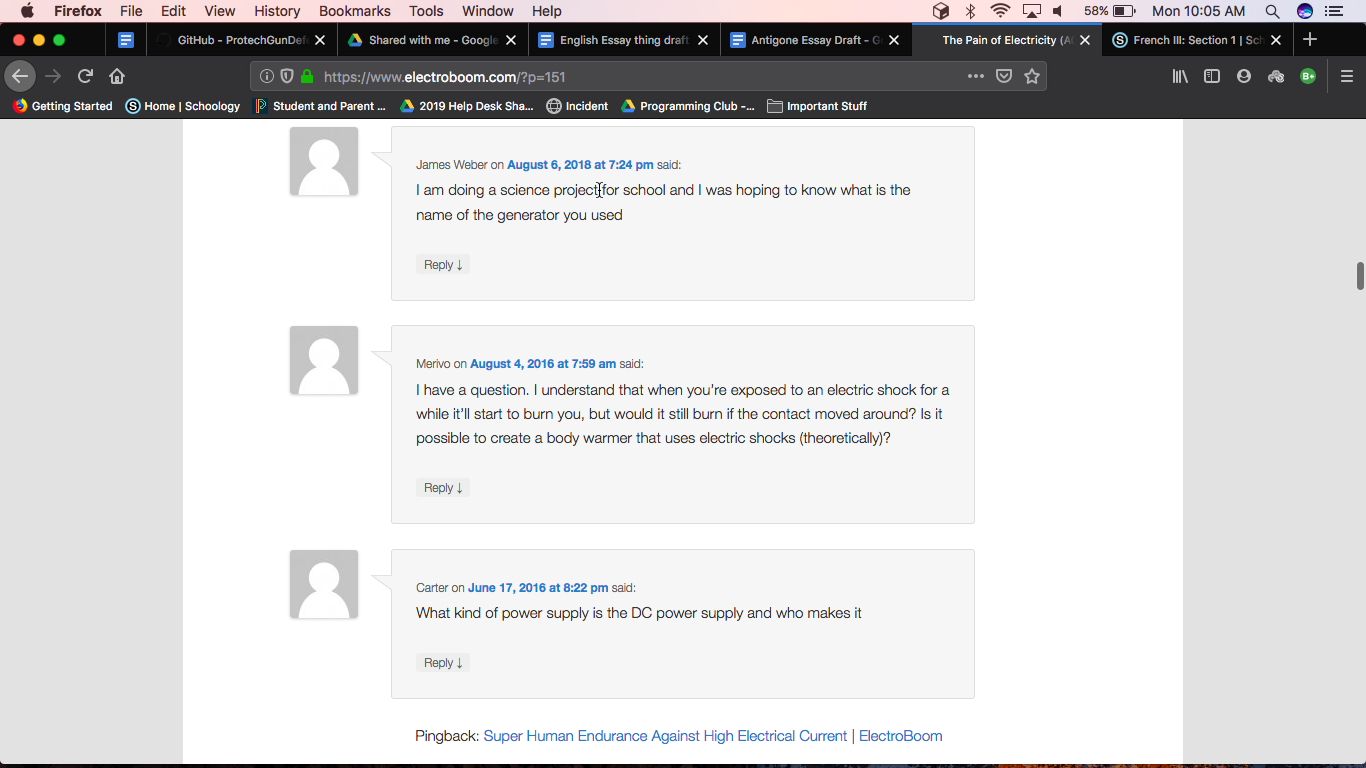 Firefox File Edit View History Bookmarks Tools Window Help 58% Mon 10:05 AM
GitHub - ProtechGunDef Shared with me - Google English Essay thing draft Antigone Essay Draft - G The Pain of Electricity (A French III: Section 1 | Sch
https://www.electroboom.com/?p=151
Getting Started Home | Schoology Student and Parent ... 2019 Help Desk Sha... Incident Programming Club -... Important Stuff
James Weber on August 6, 2018 at 7:24 pm said:
I am doing a science project for school and I was hoping to know what is the
name of the generator you used
Reply ↓
Merivo on August 4, 2016 at 7:59 am said:
I have a question. I understand that when you're exposed to an electric shock for a
while it'll start to burn you, but would it still burn if the contact moved around? Is it
possible to create a body warmer that uses electric shocks (theoretically)?
Reply ↓
Carter on June 17, 2016 at 8:22 pm said:
What kind of power supply is the DC power supply and who makes it
Reply ↓
Pingback: Super Human Endurance Against High Electrical Current | ElectroBoom